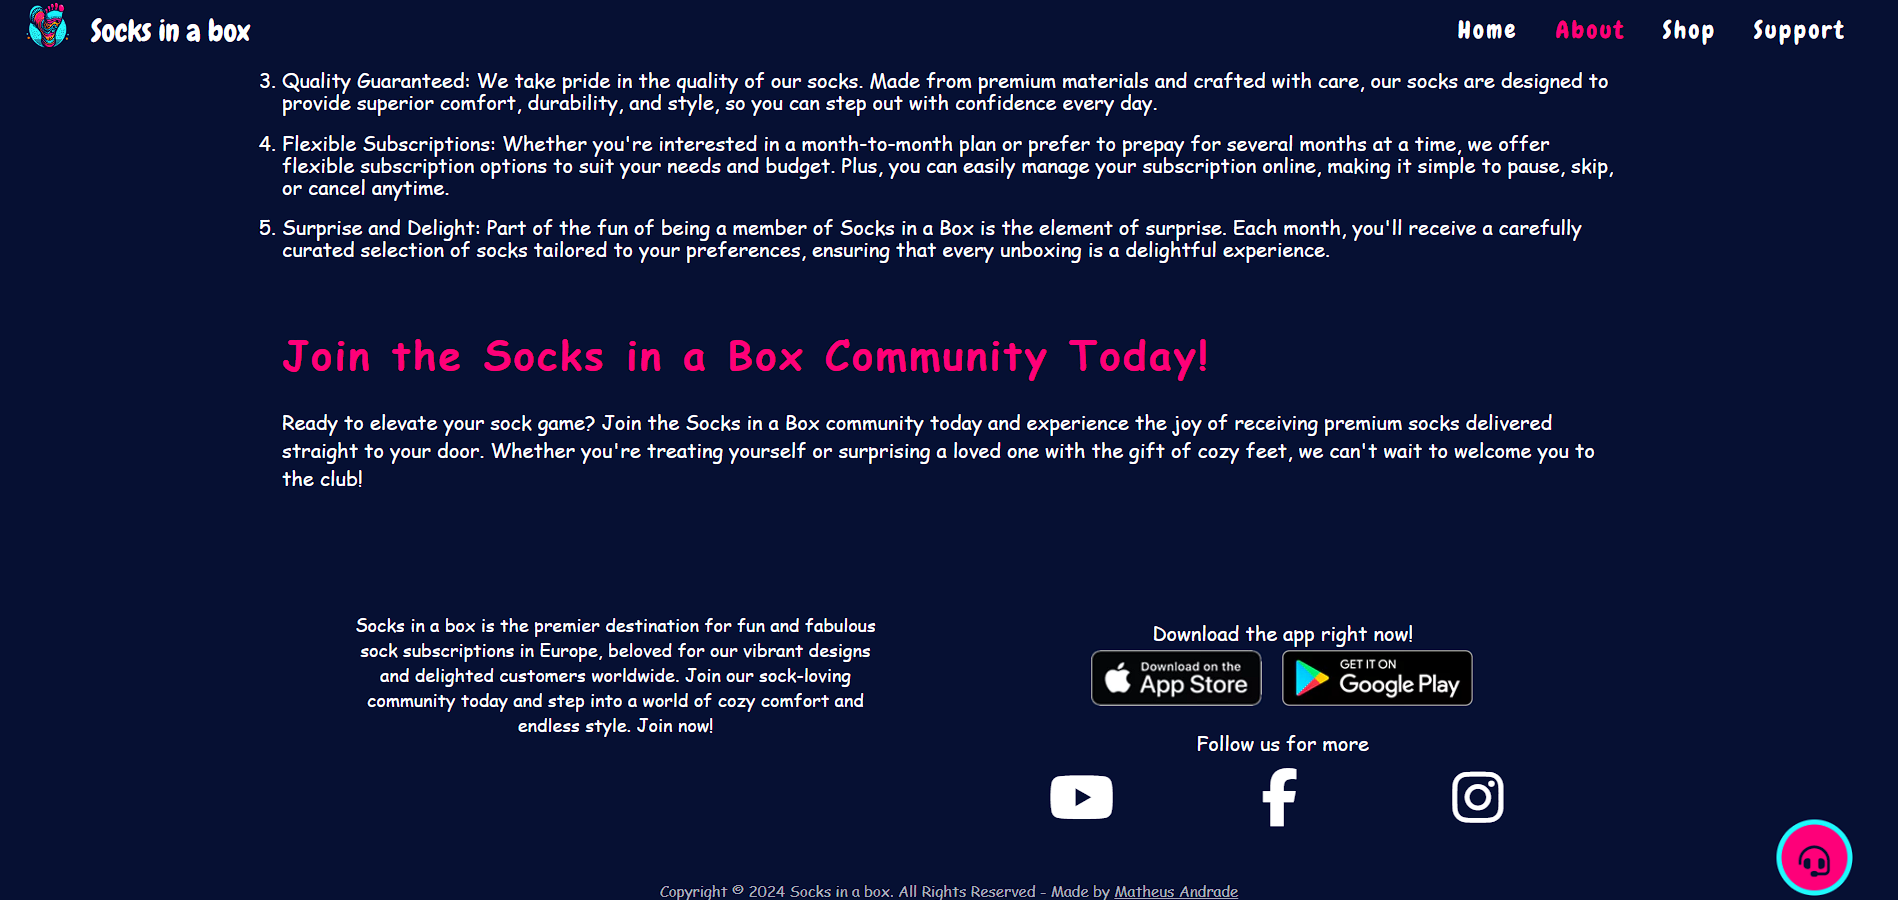 Socks in a box
Home About Shop Support
3. Quality Guaranteed: We take pride in the quality of our socks. Made from premium materials and crafted with care, our socks are designed to
provide superior comfort, durability, and style, so you can step out with confidence every day.
4. Flexible Subscriptions: Whether you're interested in a month-to-month plan or prefer to prepay for several months at a time, we offer
flexible subscription options to suit your needs and budget. Plus, you can easily manage your subscription online, making it simple to pause, skip,
or cancel anytime.
5. Surprise and Delight: Part of the fun of being a member of Socks in a Box is the element of surprise. Each month, you'll receive a carefully
curated selection of socks tailored to your preferences, ensuring that every unboxing is a delightful experience.
Join the Socks in a Box Community Today!
Ready to elevate your sock game? Join the Socks in a Box community today and experience the joy of receiving premium socks delivered
straight to your door. Whether you're treating yourself or surprising a loved one with the gift of cozy feet, we can't wait to welcome you to
the club!
Socks in a box is the premier destination for fun and fabulous
sock subscriptions in Europe, beloved for our vibrant designs
and delighted customers worldwide. Join our sock-loving
community today and step into a world of cozy comfort and
endless style. Join now!
Download the app right now!
Download on the
App Store
GET IT ON
Google Play
Follow us for more
Copyright © 2024 Socks in a box. All Rights Reserved - Made by Matheus Andrade